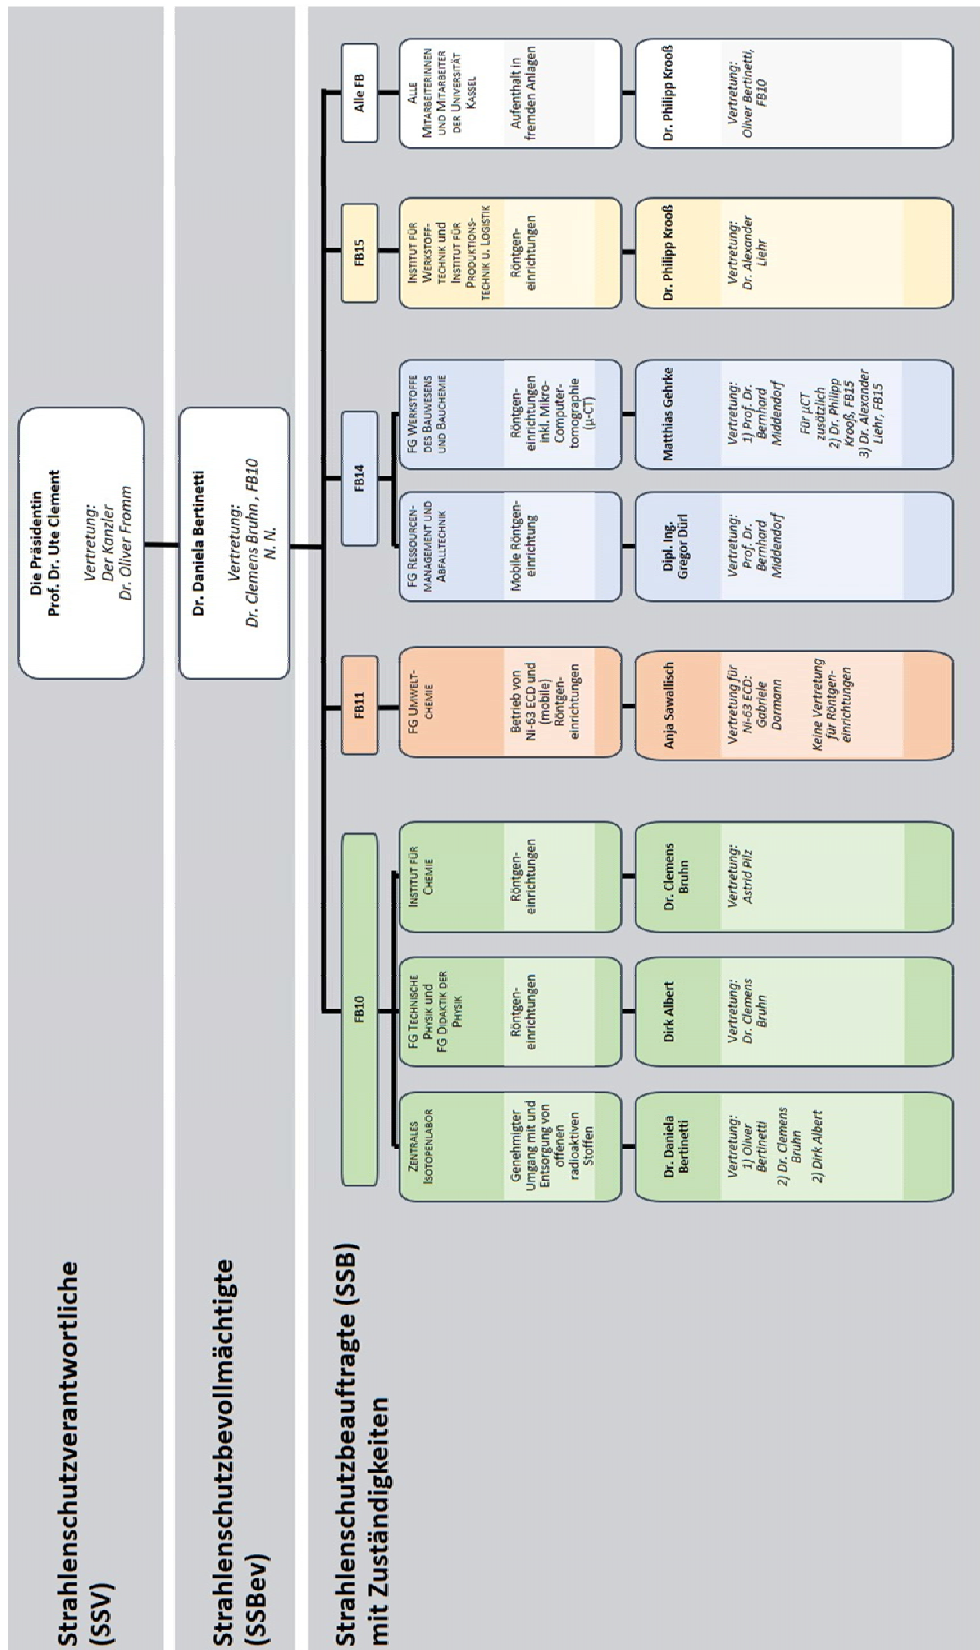 Strahlenschutzverantwortliche
(SSV)
Die Präsidentin
Prof. Dr. Ute Clement
Vertretung:
Der Kanzler
Dr. Oliver Fromm
Strahlenschutzbevollmächtigte
(SSBev)
Dr. Daniela Bertinetti
Vertretung:
Dr. Clemens Bruhn , FB10
N. N.
Strahlenschutzbeauftragte (SSB)
mit Zuständigkeiten
FB10
ZENTRALES
ISOTOPENLABOR
Genehmigter
Umgang mit und
Entsorgung von
offenen
radioaktiven
Stoffen
Dr. Daniela
Bertinetti
Vertretung:
1) Oliver
Bertinetti
2) Dr. Clemens
Bruhn
2) Dirk Albert
FG TECHNISCHE
PHYSIK und
FG DIDAKTIK DER
PHYSIK
Röntgen-
einrichtungen
Dirk Albert
Vertretung:
Dr. Clemens
Bruhn
INSTITUT FÜR
CHEMIE
Röntgen-
einrichtungen
Dr. Clemens
Bruhn
Vertretung:
Astrid Pilz
FB11
FG UMWELT-
CHEMIE
Betrieb von
Ni-63 ECD und
(mobile)
Röntgen-
einrichtungen
Anja Sawallisch
Vertretung für
Ni-63 ECD:
Gabriele
Dormann
Keine Vertretung
für Röntgen-
einrichtungen
FB14
FG RESSOURCEN-
MANAGEMENT UND
ABFALLTECHNIK
Mobile Röntgen-
einrichtung
Dipl. Ing.
Gregor Dürl
Vertretung:
Prof. Dr.
Bernhard
Middendorf
FG WERKSTOFFE
DES BAUWESENS
UND BAUCHEMIE
Röntgen-
einrichtungen
inkl. Mikro-
Computer-
tomographie
(µ-CT)
Matthias Gehrke
Vertretung:
1) Prof. Dr.
Bernhard
Middendorf
Für µCT
zusätzlich
2) Dr. Philipp
Krooß, FB15
3) Dr. Alexander
Liehr, FB15
FB15
INSTITUT FÜR
WERKSTOFF-
TECHNIK und
INSTITUT FÜR
PRODUKTIONS-
TECHNIK U. LOGISTIK
Röntgen-
einrichtungen
Dr. Philipp Krooß
Vertretung:
Dr. Alexander
Liehr
Alle FB
ALLE
MITARBEITERINNEN
UND MITARBEITER
DER UNIVERSITÄT
KASSEL
Aufenthalt in
fremden Anlagen
Dr. Philipp Krooß
Vertretung:
Oliver Bertinetti,
FB10